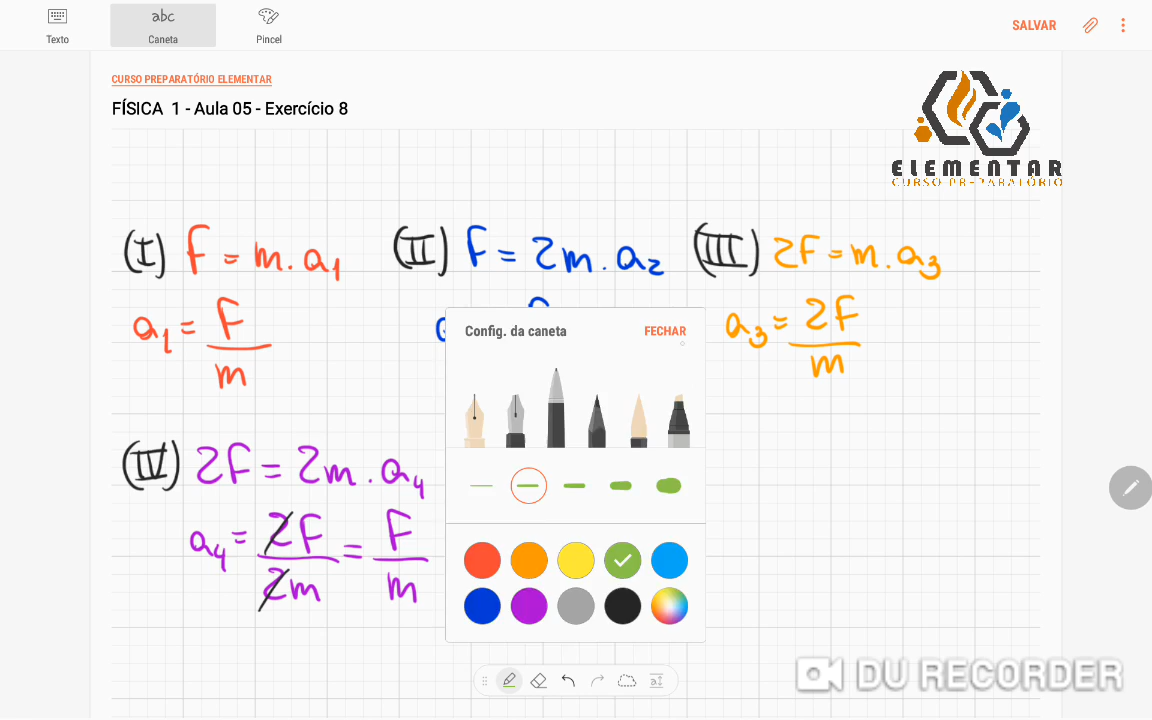 Texto
abc
Caneta
Pincel
SALVAR
CURSO PREPARATÓRIO ELEMENTAR
FÍSICA 1 - Aula 05 - Exercício 8
ELEMENTAR
CURSO PREPARATÓRIO
(I) F = m . a₁
a₁ = F/m
(II) F = 2m . a₂
(III) 2F = m . a₃
a₃ = 2F/m
Config. da caneta
FECHAR
(IV) 2F = 2m . a₄
a₄ = 2F/2m = F/m
DU RECORDER